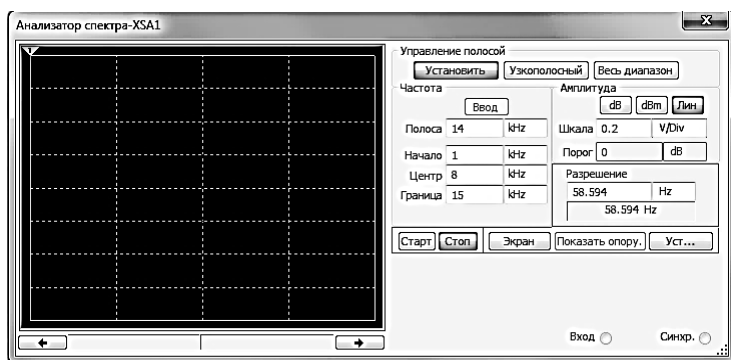 Анализатор спектра-XSA1
Управление полосой
Установить Узкополосный Весь диапазон
Частота
Ввод
Полоса 14 kHz
Начало 1 kHz
Центр 8 kHz
Граница 15 kHz
Амплитуда
dB dBm Лин
Шкала 0.2 V/Div
Порог 0 dB
Разрешение
58.594 Hz
58.594 Hz
Старт Стоп Экран Показать опору. Уст...
Вход Синхр.